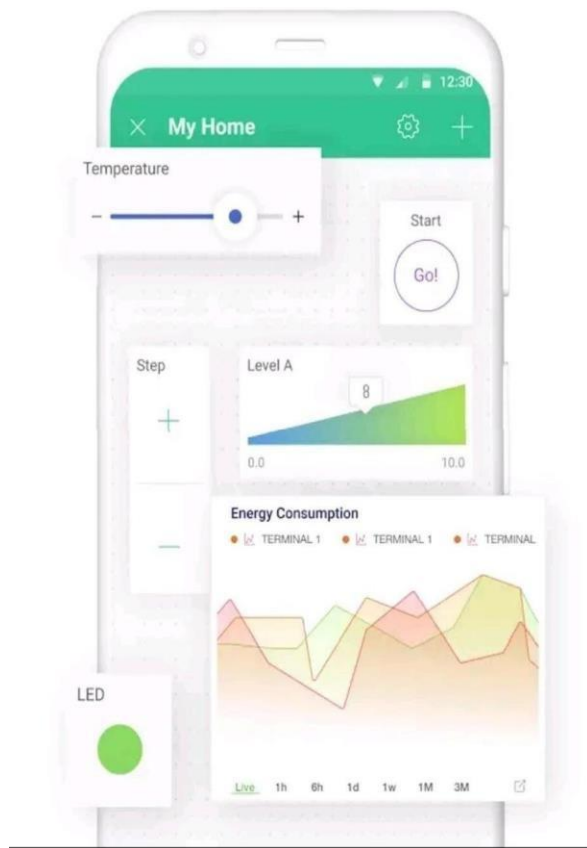 12:30
My Home
Temperature
Start
Go!
Step
Level A
8
0.0 10.0
Energy Consumption
TERMINAL 1 TERMINAL 1 TERMINAL
LED
Live 1h 6h 1d 1w 1M 3M